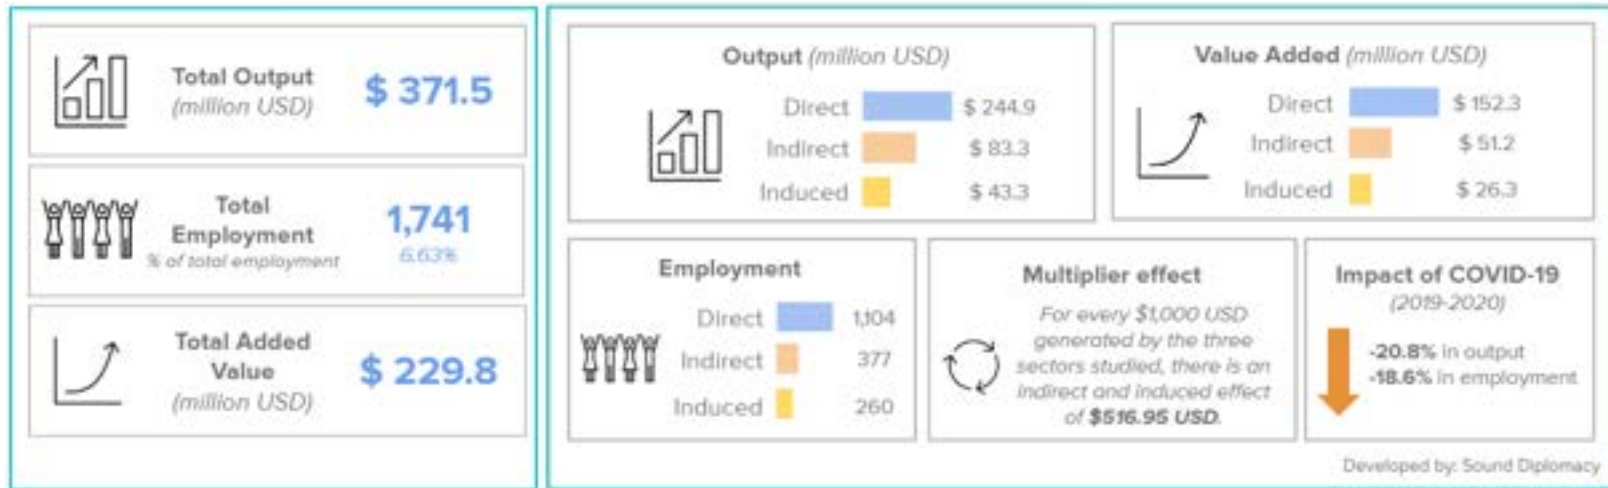 Total Output
(million USD)
$ 371.5
Total
Employment
% of total employment
1,741
6.63%
Total Added
Value
(million USD)
$ 229.8
Output (million USD)
Direct $ 244.9
Indirect $ 83.3
Induced $ 43.3
Value Added (million USD)
Direct $ 152.3
Indirect $ 51.2
Induced $ 26.3
Employment
Direct 1,104
Indirect 377
Induced 260
Multiplier effect
For every $1,000 USD
generated by the three
sectors studied, there is an
indirect and induced effect
of $516.95 USD.
Impact of COVID-19
(2019-2020)
-20.8% in output
-18.6% in employment
Developed by: Sound Diplomacy